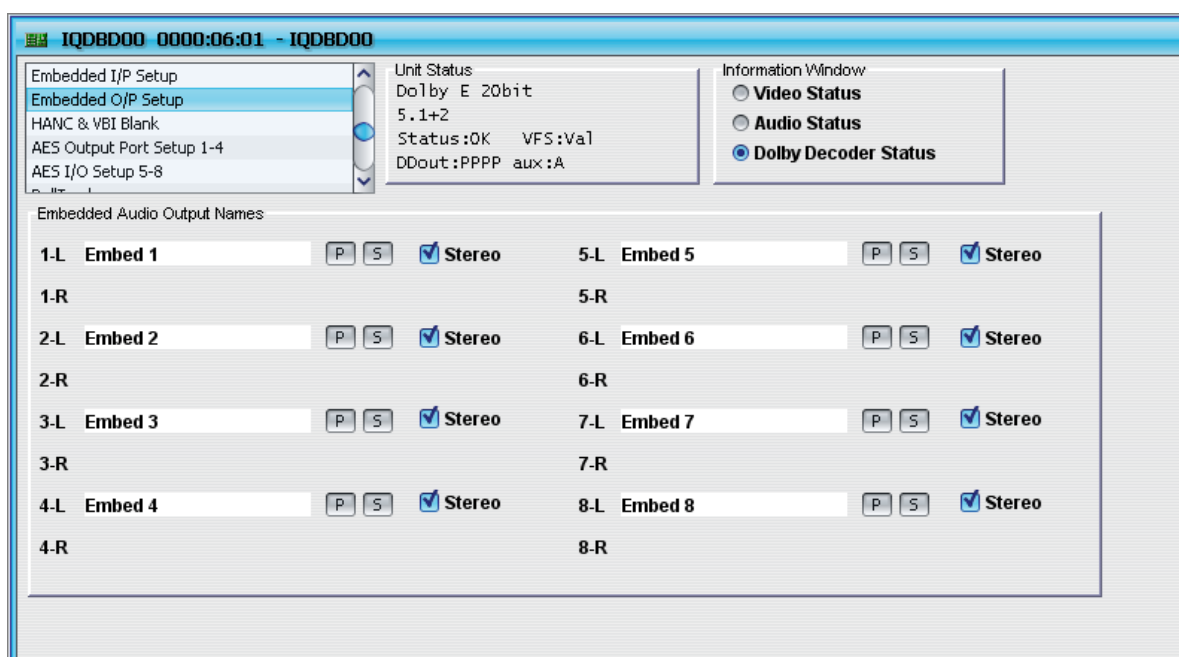 IQDBD00 0000:06:01 - IQDBD00
Embedded I/P Setup
Embedded O/P Setup
HANC & VBI Blank
AES Output Port Setup 1-4
AES I/O Setup 5-8
Unit Status
Dolby E 20bit
5.1+2
Status:OK VFS:Val
DDout:PPPP aux:A
Information Window
Video Status
Audio Status
Dolby Decoder Status
Embedded Audio Output Names
1-L Embed 1 P S Stereo 5-L Embed 5 P S Stereo
1-R 5-R
2-L Embed 2 P S Stereo 6-L Embed 6 P S Stereo
2-R 6-R
3-L Embed 3 P S Stereo 7-L Embed 7 P S Stereo
3-R 7-R
4-L Embed 4 P S Stereo 8-L Embed 8 P S Stereo
4-R 8-R